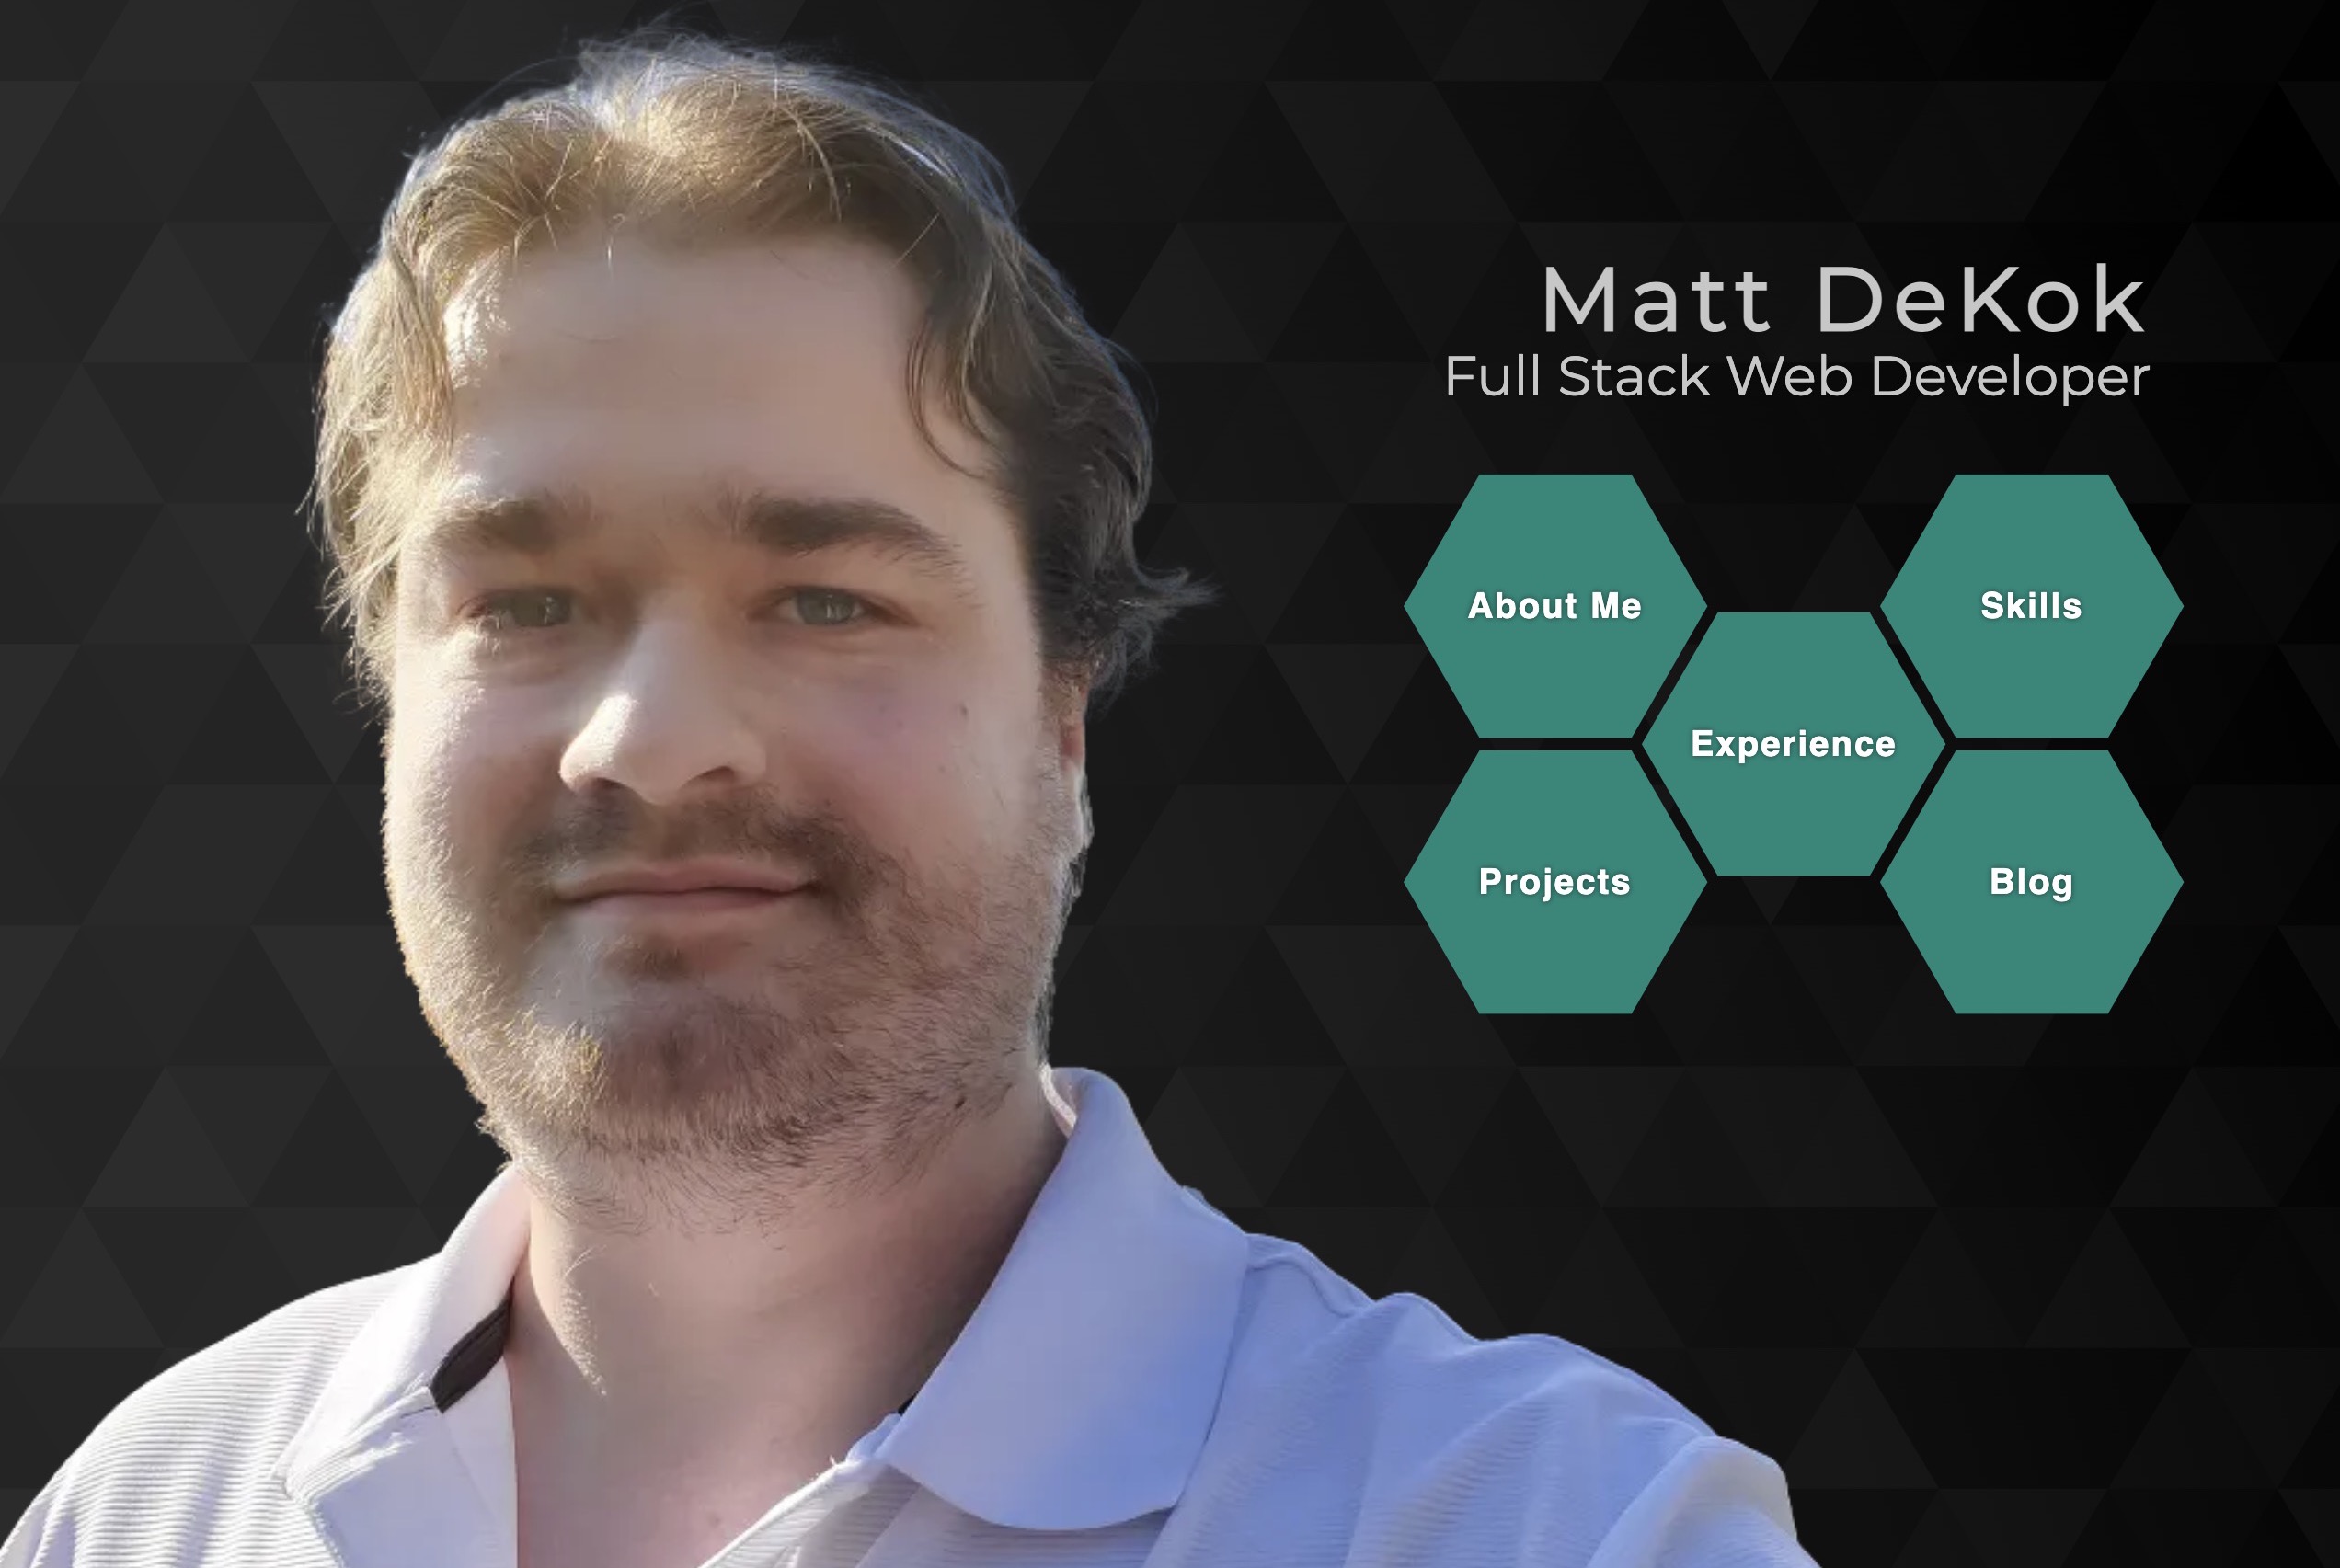 Matt DeKok
Full Stack Web Developer
About Me
Skills
Experience
Projects
Blog